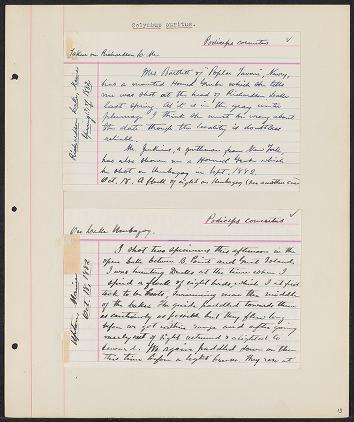 Colymbus auritus.
Podiceps cornutus
Taken on Richardson Lake
Richardson Lake, Maine
Spring of 1882
Mrs Bartlett of "Poplar Tavern", Newry,
has a mounted Horned Grebe which she tells
me was shot at the head of Richardson Lake
last spring. As it is in the gray winter
plumage I think she must be wrong about
the date though the locality is doubtless
reliable.
Mr. Jenkins, a gentleman from New York,
has also shown me a Horned Grebe which
he shot on Umbagog in Sept. 1882.
Oct. 18. A flock of eight on Umbagog (see another card)
Podiceps cornutus
Lake Umbagog.
Upton, Maine
Oct 18, 1882
I shot two specimens this afternoon in the
open lake between B. Point and Great Island.
I was hunting Ducks at the time when I
spied a flock of eight birds which I at first
took to be Coots, swimming near the middle
of the Lake. The guide paddled towards them
as cautiously as possible but they flew long
before we got within range and after going
nearly out of sight returned & alighted to
leeward. We again paddled down on them
this time before a light breeze. They rose at
13